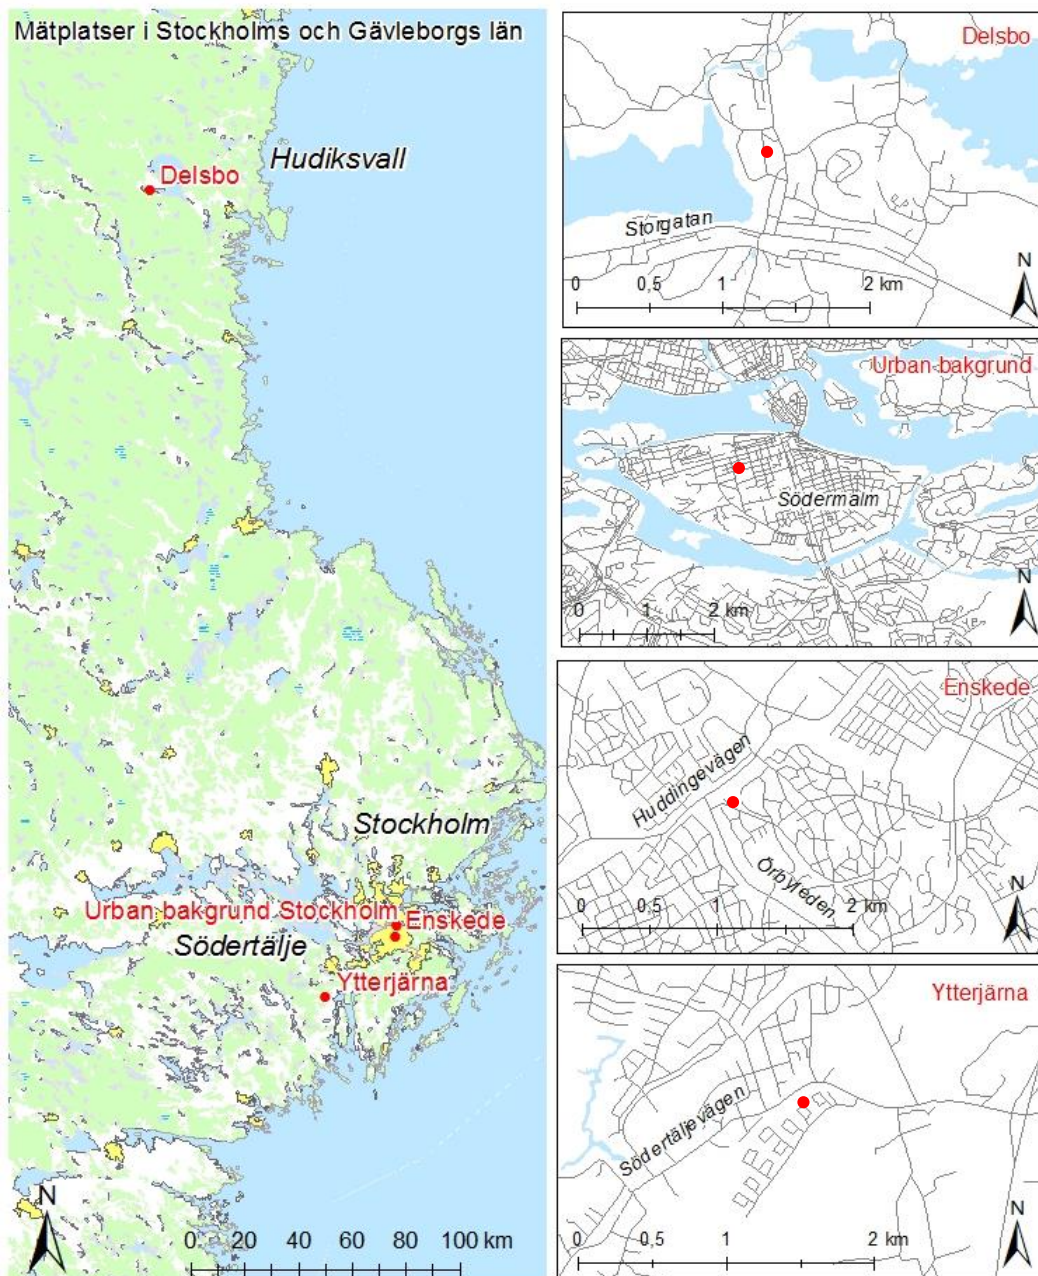 Mätplatser i Stockholms och Gävleborgs län
Hudiksvall
Delsbo
Stockholm
Urban bakgrund Stockholm
Enskede
Södertälje
Ytterjärna
N
0 20 40 60 80 100 km
Delsbo
Storgatan
N
0 0,5 1 2 km
Urban bakgrund
Södermalm
N
0 1 2 km
Enskede
Huddingevägen
Örbyleden
N
0 0,5 1 2 km
Ytterjärna
Södertäljevägen
N
0 0,5 1 2 km